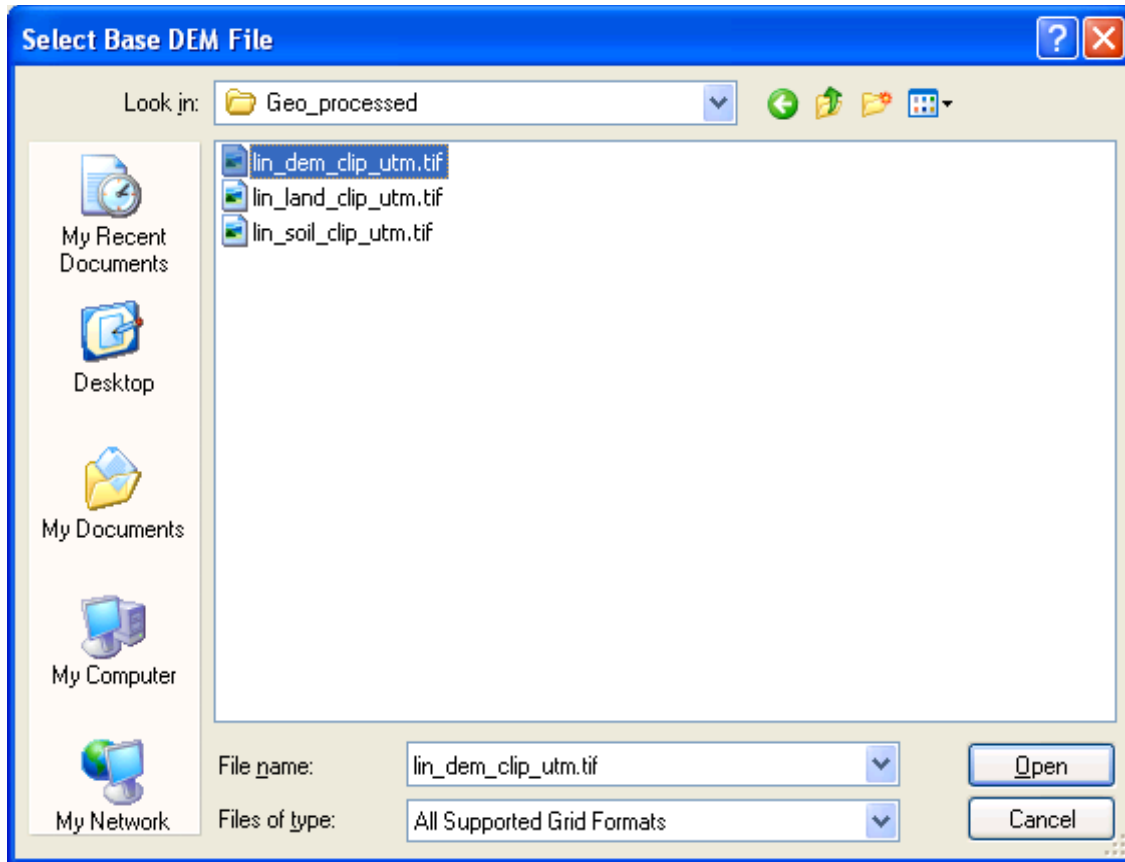 Select Base DEM File
Look in: Geo_processed
lin_dem_clip_utm.tif
lin_land_clip_utm.tif
lin_soil_clip_utm.tif
My Recent
Documents
Desktop
My Documents
My Computer
My Network
File name: lin_dem_clip_utm.tif Open
Files of type: All Supported Grid Formats Cancel